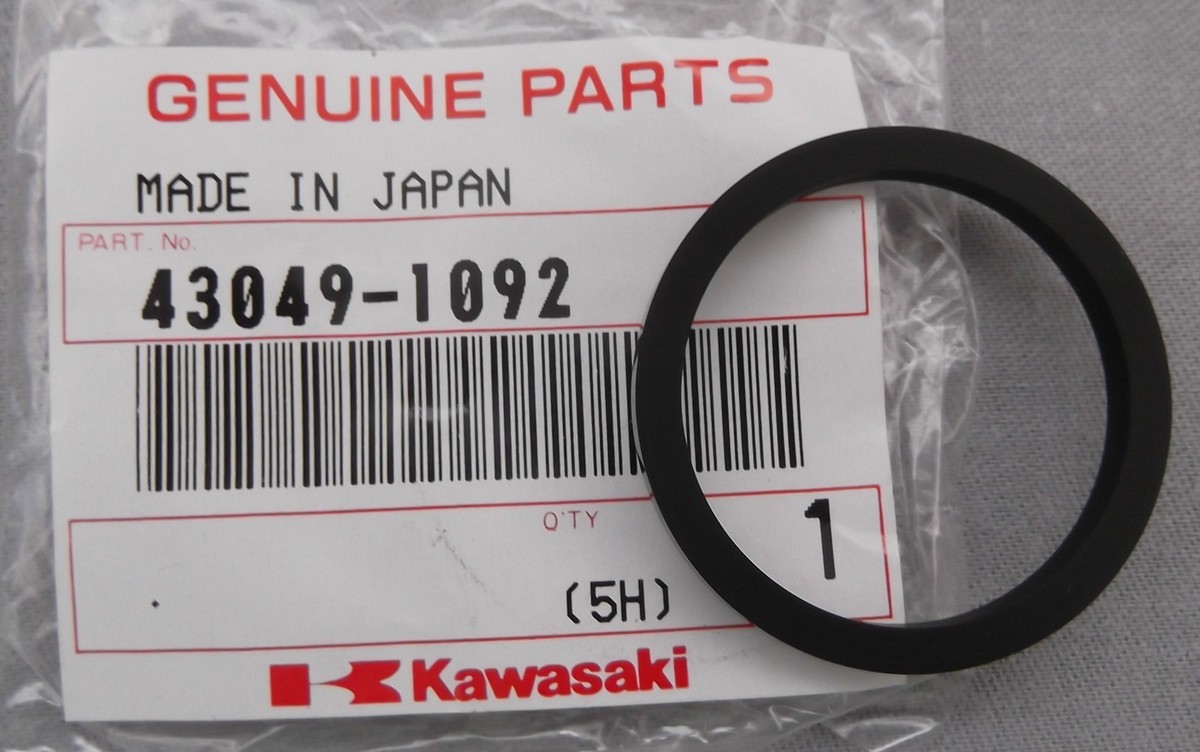 GENUINE PARTS
MADE IN JAPAN
PART. No.
43049-1092
Q'TY
1
(5H)
Kawasaki